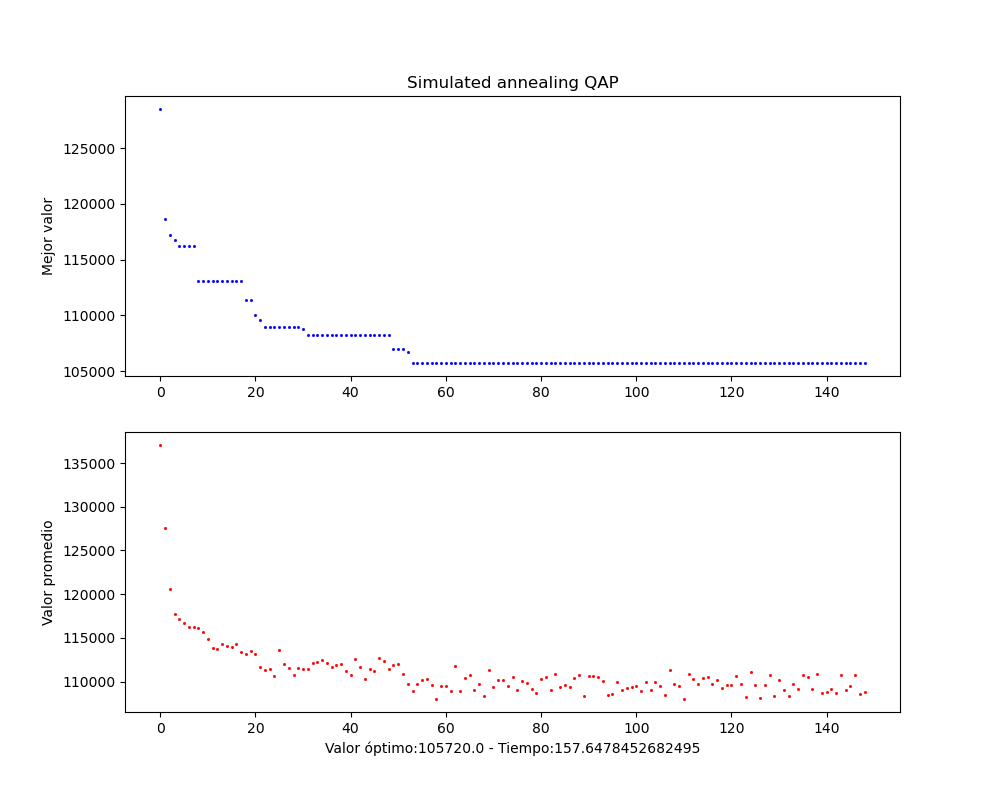 Simulated annealing QAP
125000
120000
115000
110000
105000
Mejor valor
0 20 40 60 80 100 120 140
135000
130000
125000
120000
115000
110000
Valor promedio
0 20 40 60 80 100 120 140
Valor óptimo:105720.0 - Tiempo:157.6478452682495